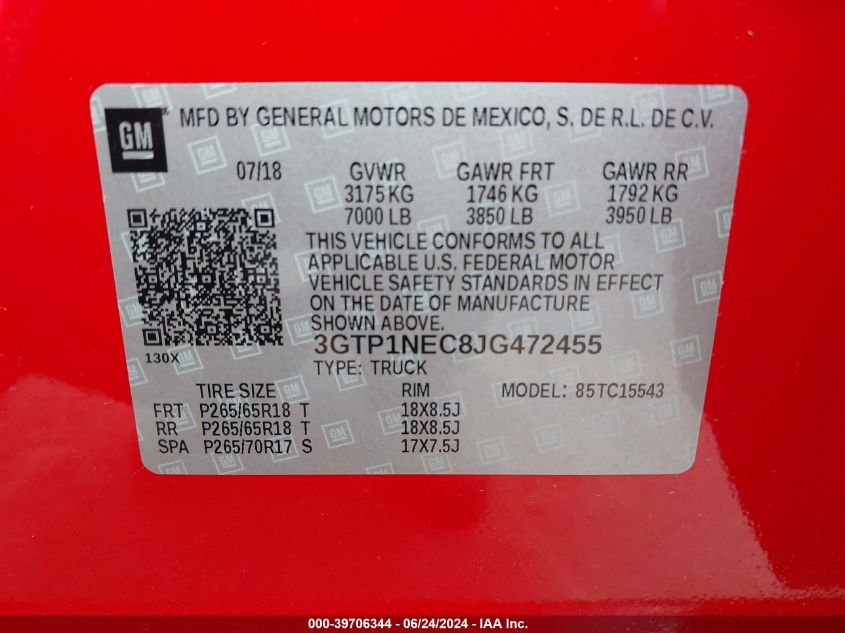 GM
MFD BY GENERAL MOTORS DE MEXICO, S. DE R.L. DE C.V.
07/18 GVWR GAWR FRT GAWR RR
3175 KG 1746 KG 1792 KG
7000 LB 3850 LB 3950 LB
THIS VEHICLE CONFORMS TO ALL
APPLICABLE U.S. FEDERAL MOTOR
VEHICLE SAFETY STANDARDS IN EFFECT
ON THE DATE OF MANUFACTURE
SHOWN ABOVE.
130X
3GTP1NEC8JG472455
TYPE: TRUCK
TIRE SIZE RIM MODEL: 85TC15543
FRT P265/65R18 T 18X8.5J
RR P265/65R18 T 18X8.5J
SPA P265/70R17 S 17X7.5J
000-39706344 - 06/24/2024 - IAA Inc.